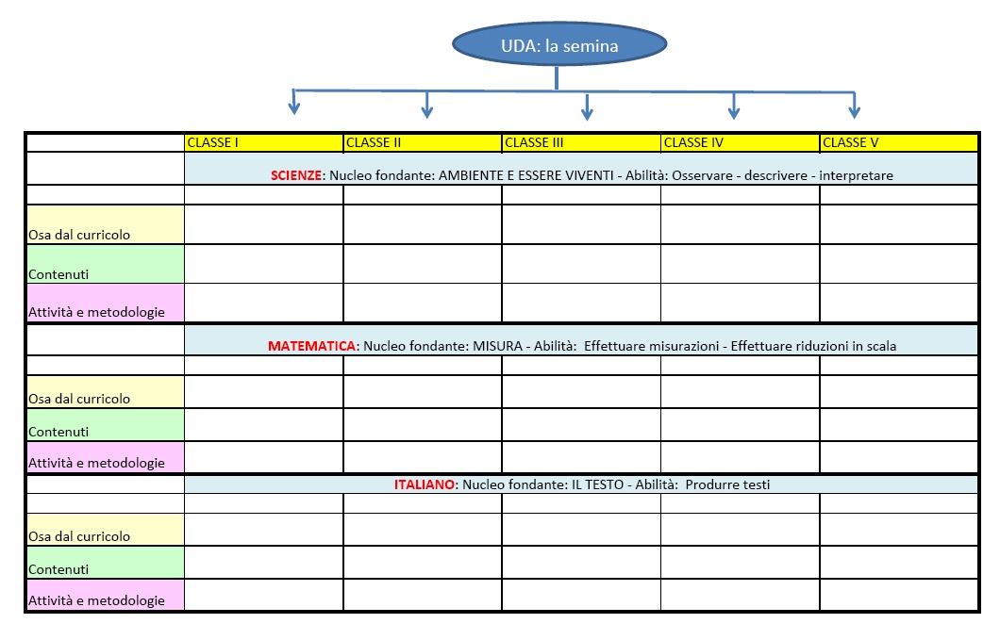 UDA: la semina
CLASSE I CLASSE II CLASSE III CLASSE IV CLASSE V
SCIENZE: Nucleo fondante: AMBIENTE E ESSERE VIVENTI - Abilità: Osservare - descrivere - interpretare
Osa dal curricolo
Contenuti
Attività e metodologie
MATEMATICA: Nucleo fondante: MISURA - Abilità: Effettuare misurazioni - Effettuare riduzioni in scala
Osa dal curricolo
Contenuti
Attività e metodologie
ITALIANO: Nucleo fondante: IL TESTO - Abilità: Produrre testi
Osa dal curricolo
Contenuti
Attività e metodologie